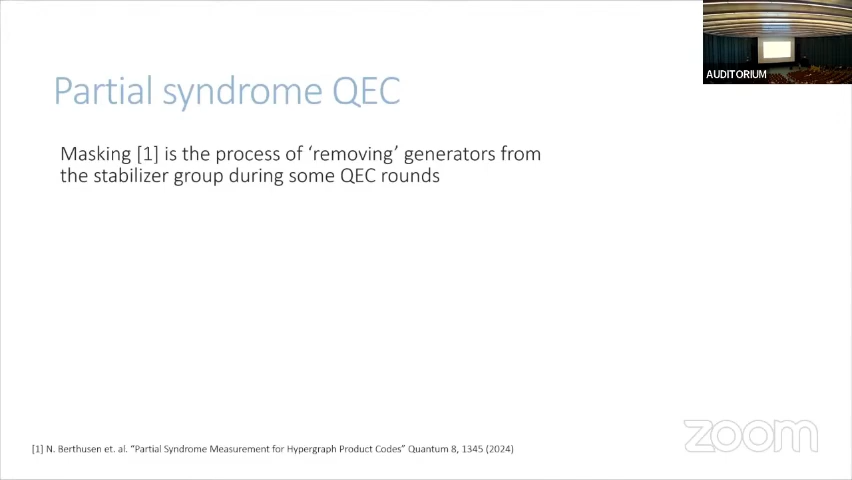 AUDITORIUM
Partial syndrome QEC
Masking [1] is the process of ‘removing’ generators from
the stabilizer group during some QEC rounds
[1] N. Berthusen et. al. “Partial Syndrome Measurement for Hypergraph Product Codes” Quantum 8, 1345 (2024)
zoom